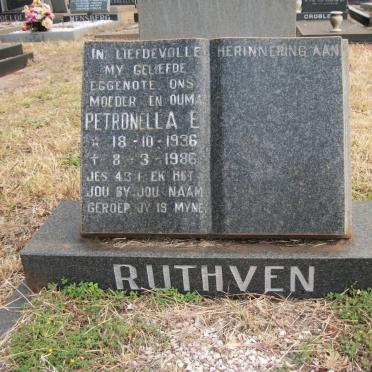 IN LIEFDEVOLLE HERINNERING AAN
MY GELIEFDE
EGGENOTE ONS
MOEDER EN OUMA
PETRONELLA E
* 18-10-1936
† 8-3-1986
JES 43:1 EK HET
JOU BY JOU NAAM
GEROEP JY IS MYNE
RUTHVEN
CROBLE